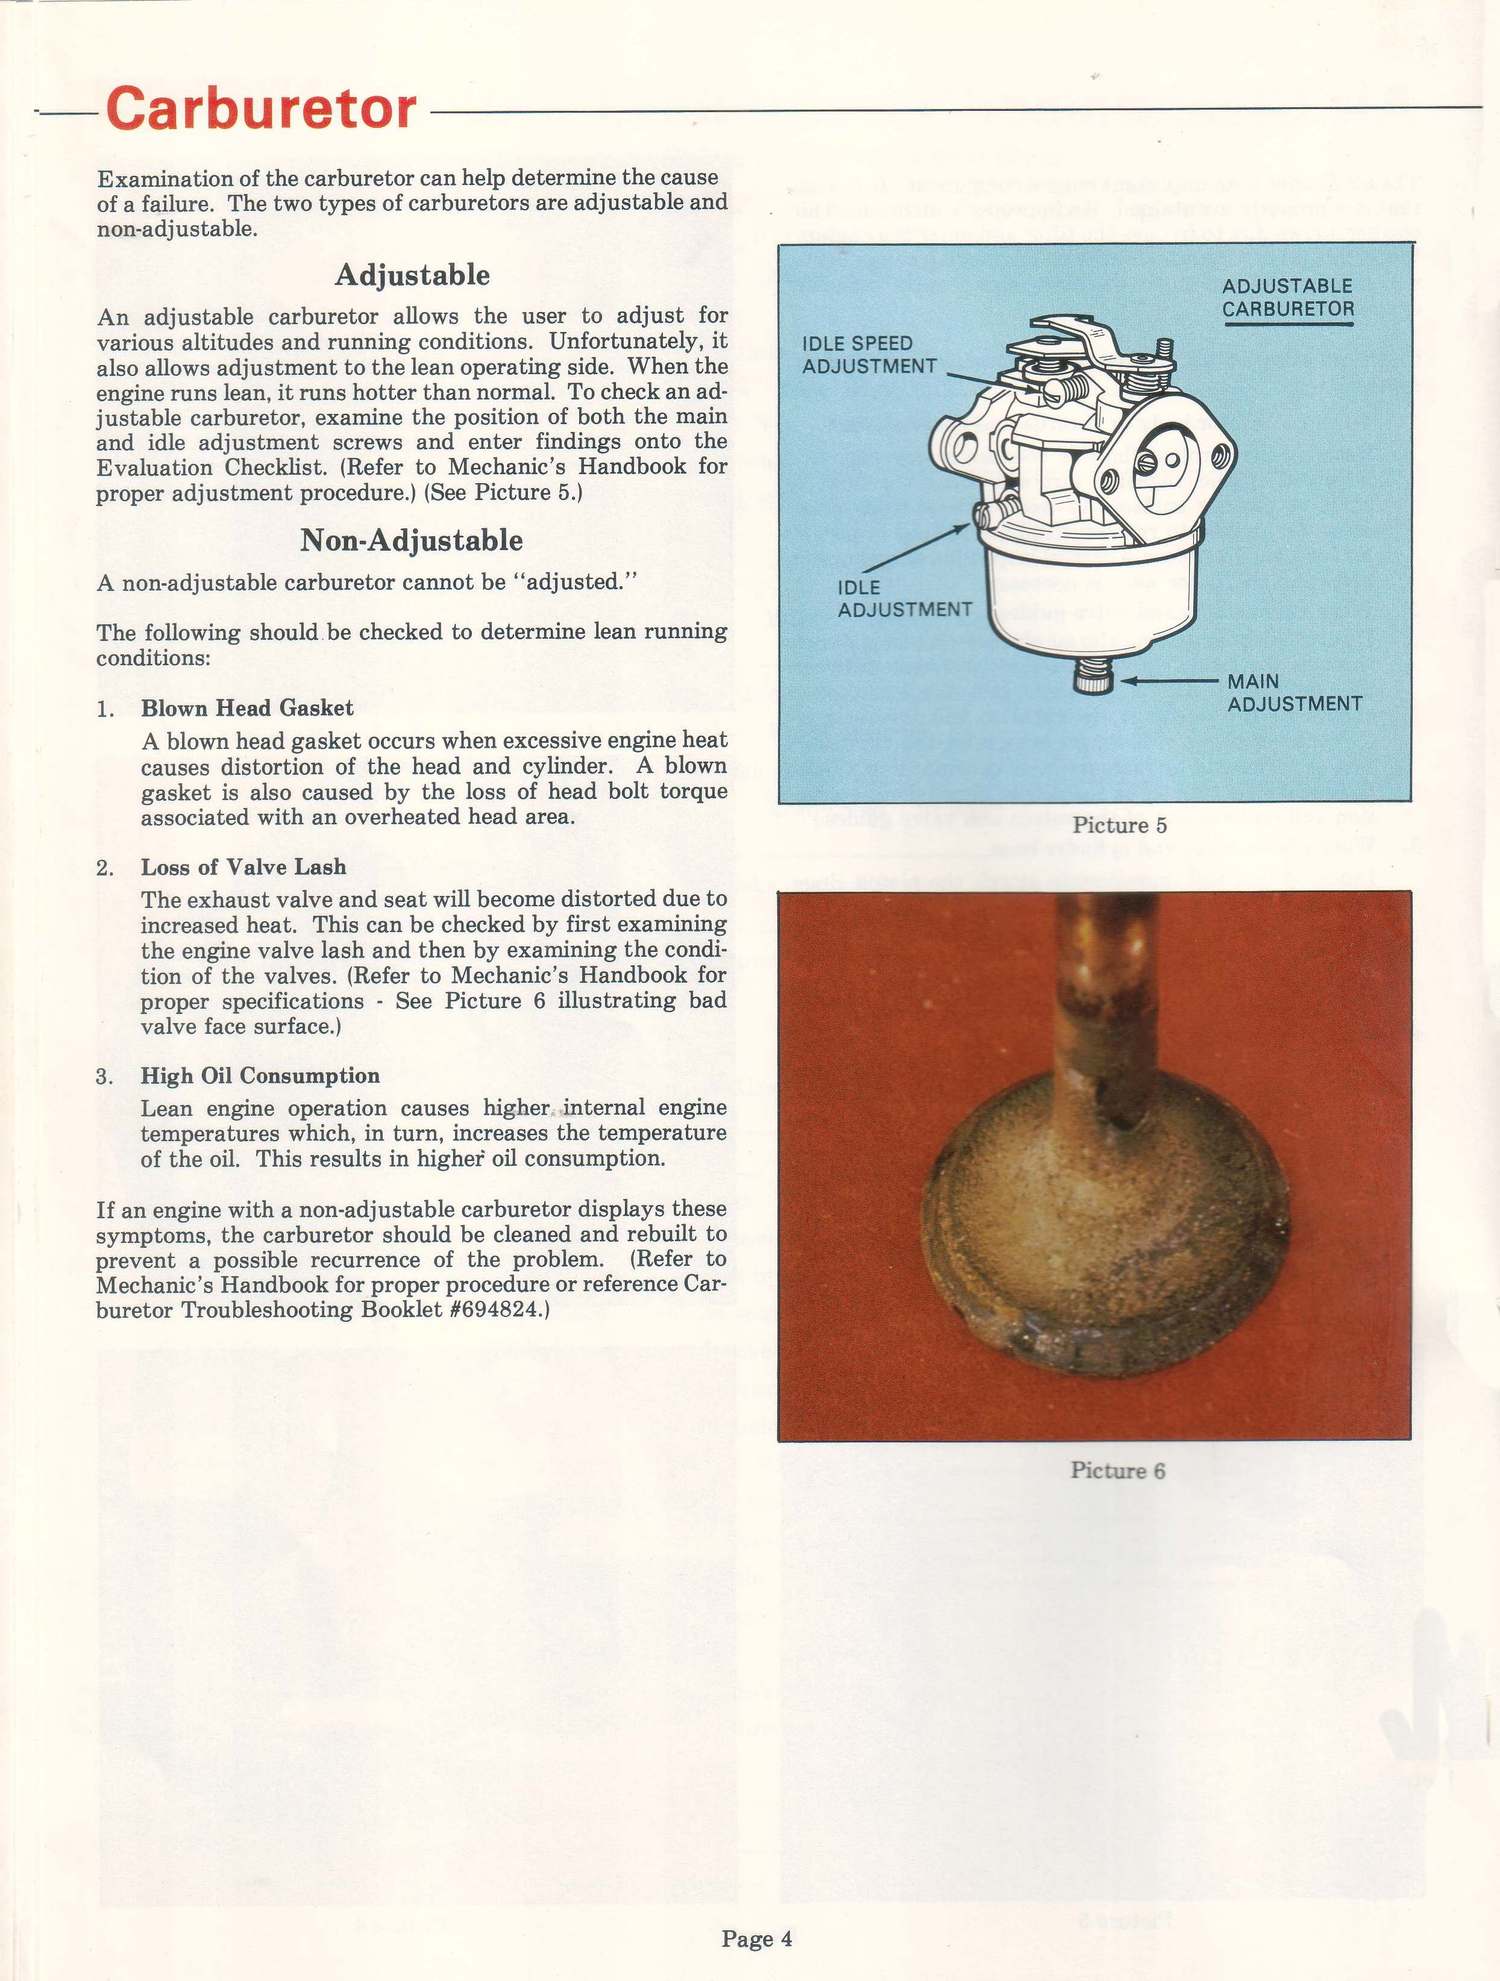 Carburetor
Examination of the carburetor can help determine the cause
of a failure. The two types of carburetors are adjustable and
non-adjustable.
Adjustable
An adjustable carburetor allows the user to adjust for
various altitudes and running conditions. Unfortunately, it
also allows adjustment to the lean operating side. When the
engine runs lean, it runs hotter than normal. To check an ad-
justable carburetor, examine the position of both the main
and idle adjustment screws and enter findings onto the
Evaluation Checklist. (Refer to Mechanic's Handbook for
proper adjustment procedure.) (See Picture 5.)
Non-Adjustable
A non-adjustable carburetor cannot be "adjusted."
The following should be checked to determine lean running
conditions:
1. Blown Head Gasket
A blown head gasket occurs when excessive engine heat
causes distortion of the head and cylinder. A blown
gasket is also caused by the loss of head bolt torque
associated with an overheated head area.
2. Loss of Valve Lash
The exhaust valve and seat will become distorted due to
increased heat. This can be checked by first examining
the engine valve lash and then by examining the condi-
tion of the valves. (Refer to Mechanic's Handbook for
proper specifications - See Picture 6 illustrating bad
valve face surface.)
3. High Oil Consumption
Lean engine operation causes higher internal engine
temperatures which, in turn, increases the temperature
of the oil. This results in higher oil consumption.
If an engine with a non-adjustable carburetor displays these
symptoms, the carburetor should be cleaned and rebuilt to
prevent a possible recurrence of the problem. (Refer to
Mechanic's Handbook for proper procedure or reference Car-
buretor Troubleshooting Booklet #694824.)
ADJUSTABLE
CARBURETOR
IDLE SPEED
ADJUSTMENT
IDLE
ADJUSTMENT
MAIN
ADJUSTMENT
Picture 5
Picture 6
Page 4